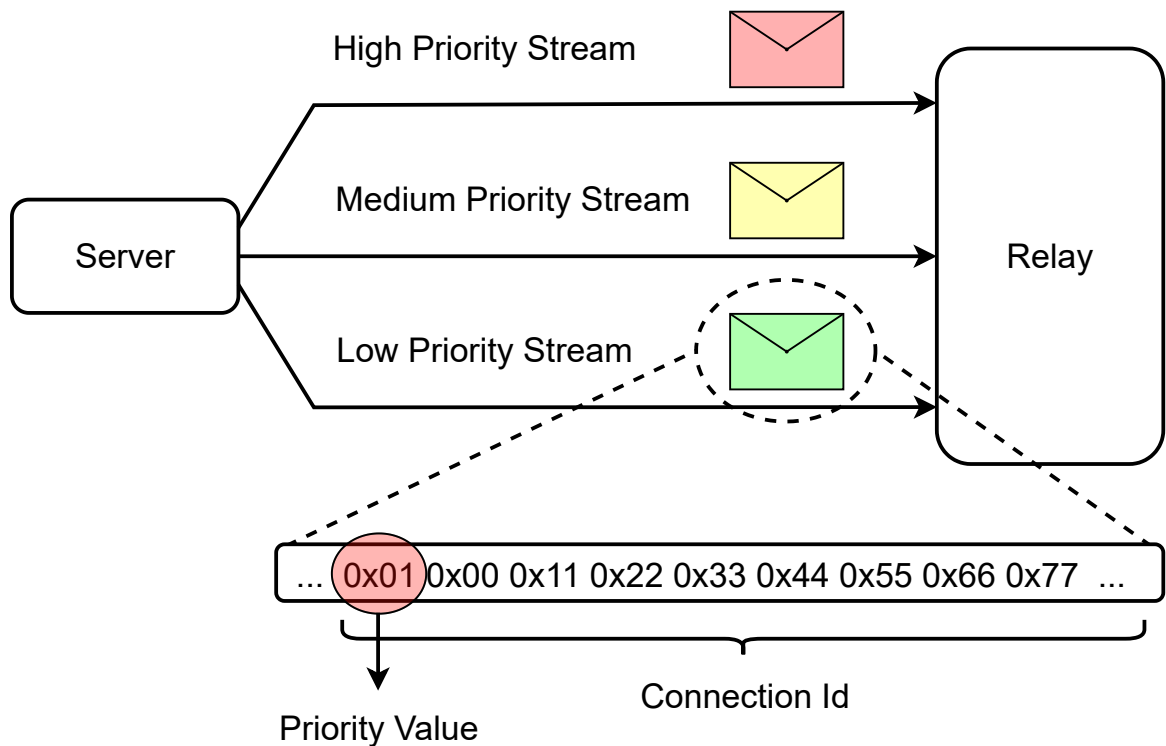 High Priority Stream
Medium Priority Stream
Server
Relay
Low Priority Stream
... 0x01 0x00 0x11 0x22 0x33 0x44 0x55 0x66 0x77 ...
Connection Id
Priority Value